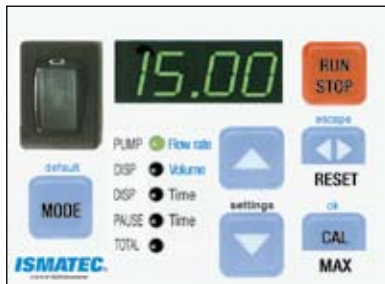 15.00
RUN
STOP
escape
PUMP Flow rate
DISP Volume
DISP Time
PAUSE Time
TOTAL
default
MODE
settings
RESET
ok
CAL
MAX
ISMATEC®